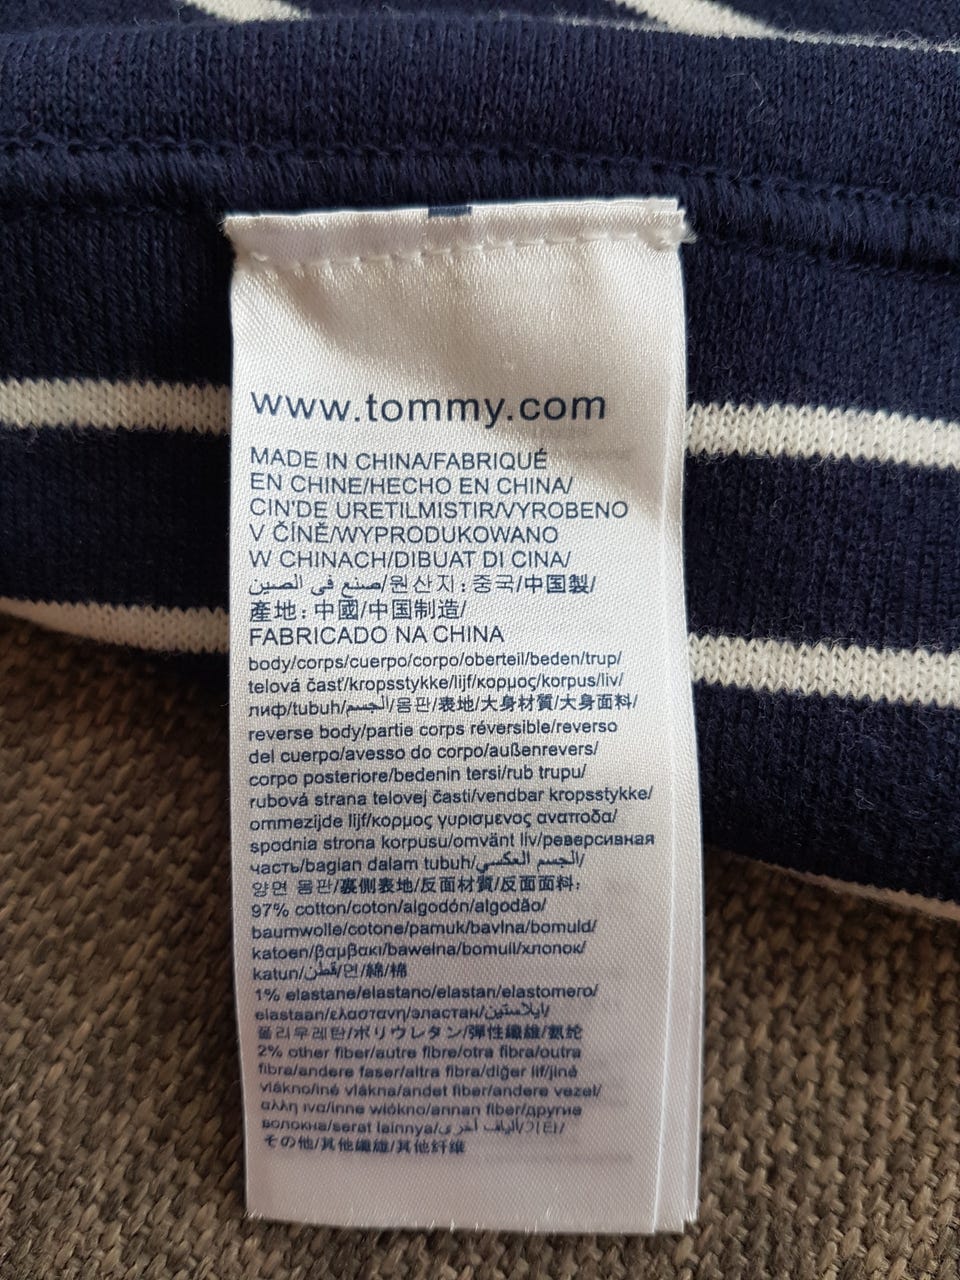 www.tommy.com
MADE IN CHINA/FABRIQUÉ
EN CHINE/HECHO EN CHINA/
CIN'DE URETILMISTIR/VYROBENO
V ČÍNĚ/WYPRODUKOWANO
W CHINACH/DIBUAT DI CINA/
صنع في الصين/원산지: 중국/中国製/
產地: 中國/中国制造/
FABRICADO NA CHINA
body/corps/cuerpo/corpo/oberteil/beden/trup/
telová časť/kropsstykke/lijf/κορμος/korpus/liv/
лиф/tubuh/الجسم/몸판/表地/大身材質/大身面料/
reverse body/partie corps réversible/reverso
del cuerpo/avesso do corpo/außenrevers/
corpo posteriore/bedenin tersi/rub trupu/
rubová strana telovej časti/vendbar kropsstykke/
ommezijde lijf/κορμος γυρισμενος αναποδα/
spodnia strona korpusu/omvänt liv/реверсивная
часть/bagian dalam tubuh/الجسم العكسي/
양면 몸판/裏側表地/反面材質/反面面料:
97% cotton/coton/algodón/algodão/
baumwolle/cotone/pamuk/bavlna/bomuld/
katoen/βαμβακι/bawełna/bomull/хлопок/
katun/قطن/면/綿/棉
1% elastane/elastano/elastan/elastomero/
elastaan/ελαστανη/эластан/ايلاستين/
폴리우레탄/ポリウレタン/彈性纖維/氨纶
2% other fiber/autre fibre/otra fibra/outra
fibra/andere faser/altra fibra/diğer lif/jiné
vlákno/iné vlákna/andet fiber/andere vezel/
αλλη ινα/inne włókno/annan fiber/другие
волокна/serat lainnya/ألياف أخرى/기타/
その他/其他纖維/其他纤维